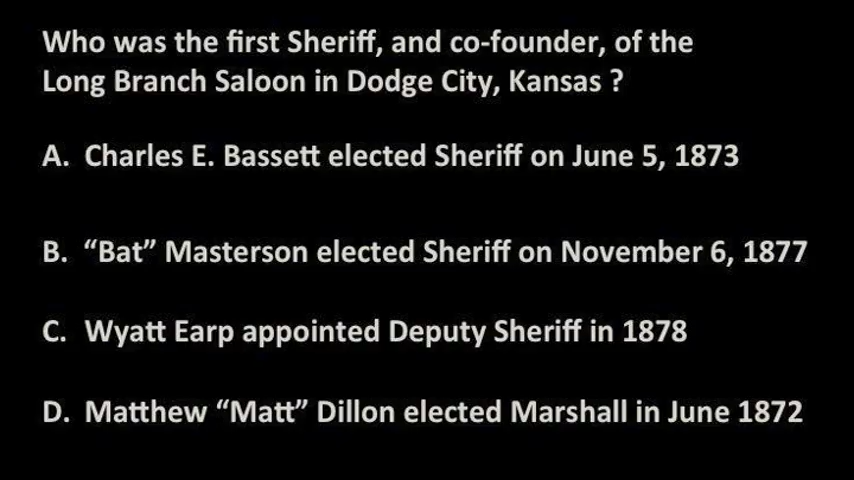 Who was the first Sheriff, and co-founder, of the
Long Branch Saloon in Dodge City, Kansas ?
A. Charles E. Bassett elected Sheriff on June 5, 1873
B. “Bat” Masterson elected Sheriff on November 6, 1877
C. Wyatt Earp appointed Deputy Sheriff in 1878
D. Matthew “Matt” Dillon elected Marshall in June 1872